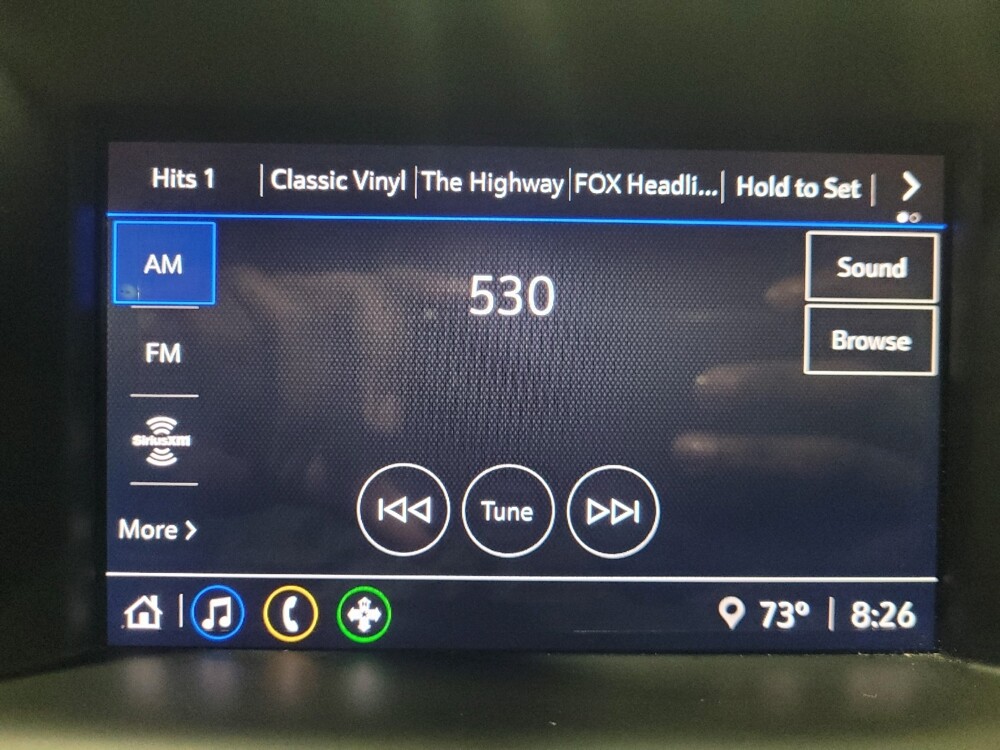 Hits 1 | Classic Vinyl | The Highway | FOX Headli... | Hold to Set |
AM
530
Sound
FM
Browse
SiriusXM
Tune
More
73° | 8:26